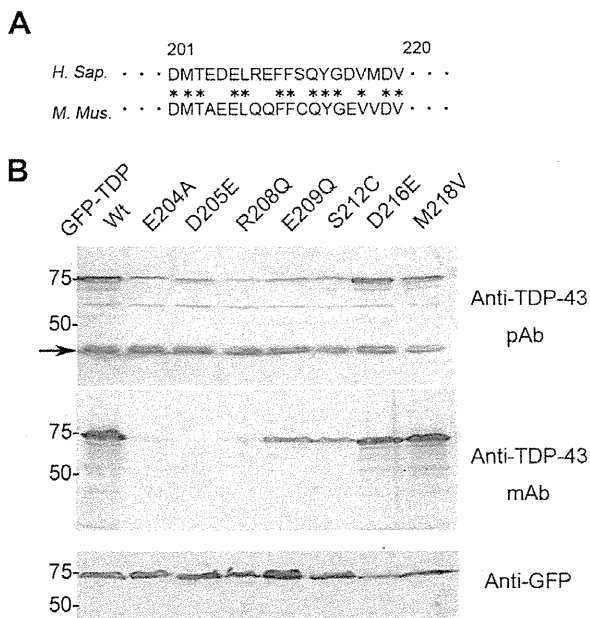 A
201 220
H. Sap. · · · DMTEDELREFFSQYGDVMDV · · ·
*** ** ** *** * **
M. Mus. · · · DMTAEELQQFFCQYGEVVDV · · ·
B
GFP-TDP
Wt E204A D205E R208Q E209Q S212C D216E M218V
75-
50-
Anti-TDP-43
pAb
75-
50-
Anti-TDP-43
mAb
75-
50-
Anti-GFP